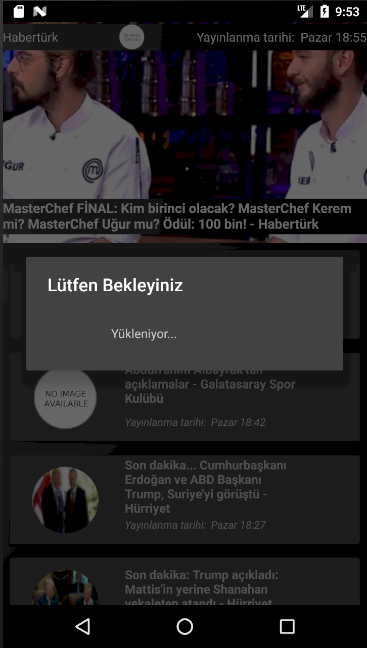 LTE 9:53
Habertürk Yayınlanma tarihi: Pazar 18:55
UĞUR
MasterChef FİNAL: Kim birinci olacak? MasterChef Kerem
mi? MasterChef Uğur mu? Ödül: 100 bin! - Habertürk
Lütfen Bekleyiniz
Yükleniyor...
Abdurrahim Albayrak'tan
açıklamalar - Galatasaray Spor
Kulübü
NO IMAGE
AVAILABLE
Yayınlanma tarihi: Pazar 18:42
Son dakika... Cumhurbaşkanı
Erdoğan ve ABD Başkanı
Trump, Suriye'yi görüştü -
Hürriyet
Yayınlanma tarihi: Pazar 18:27
Son dakika: Trump açıkladı:
Mattis'in yerine Shanahan
vekaleten atandı - Hürriyet